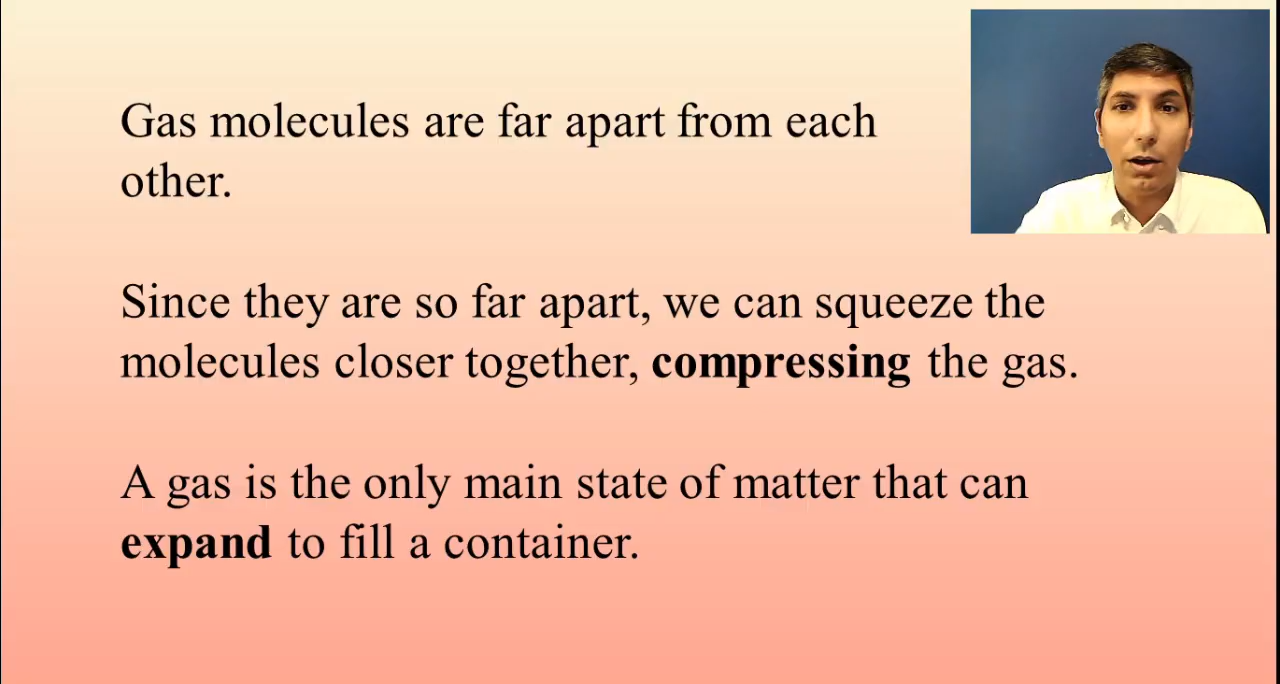 Gas molecules are far apart from each
other.
Since they are so far apart, we can squeeze the
molecules closer together, compressing the gas.
A gas is the only main state of matter that can
expand to fill a container.